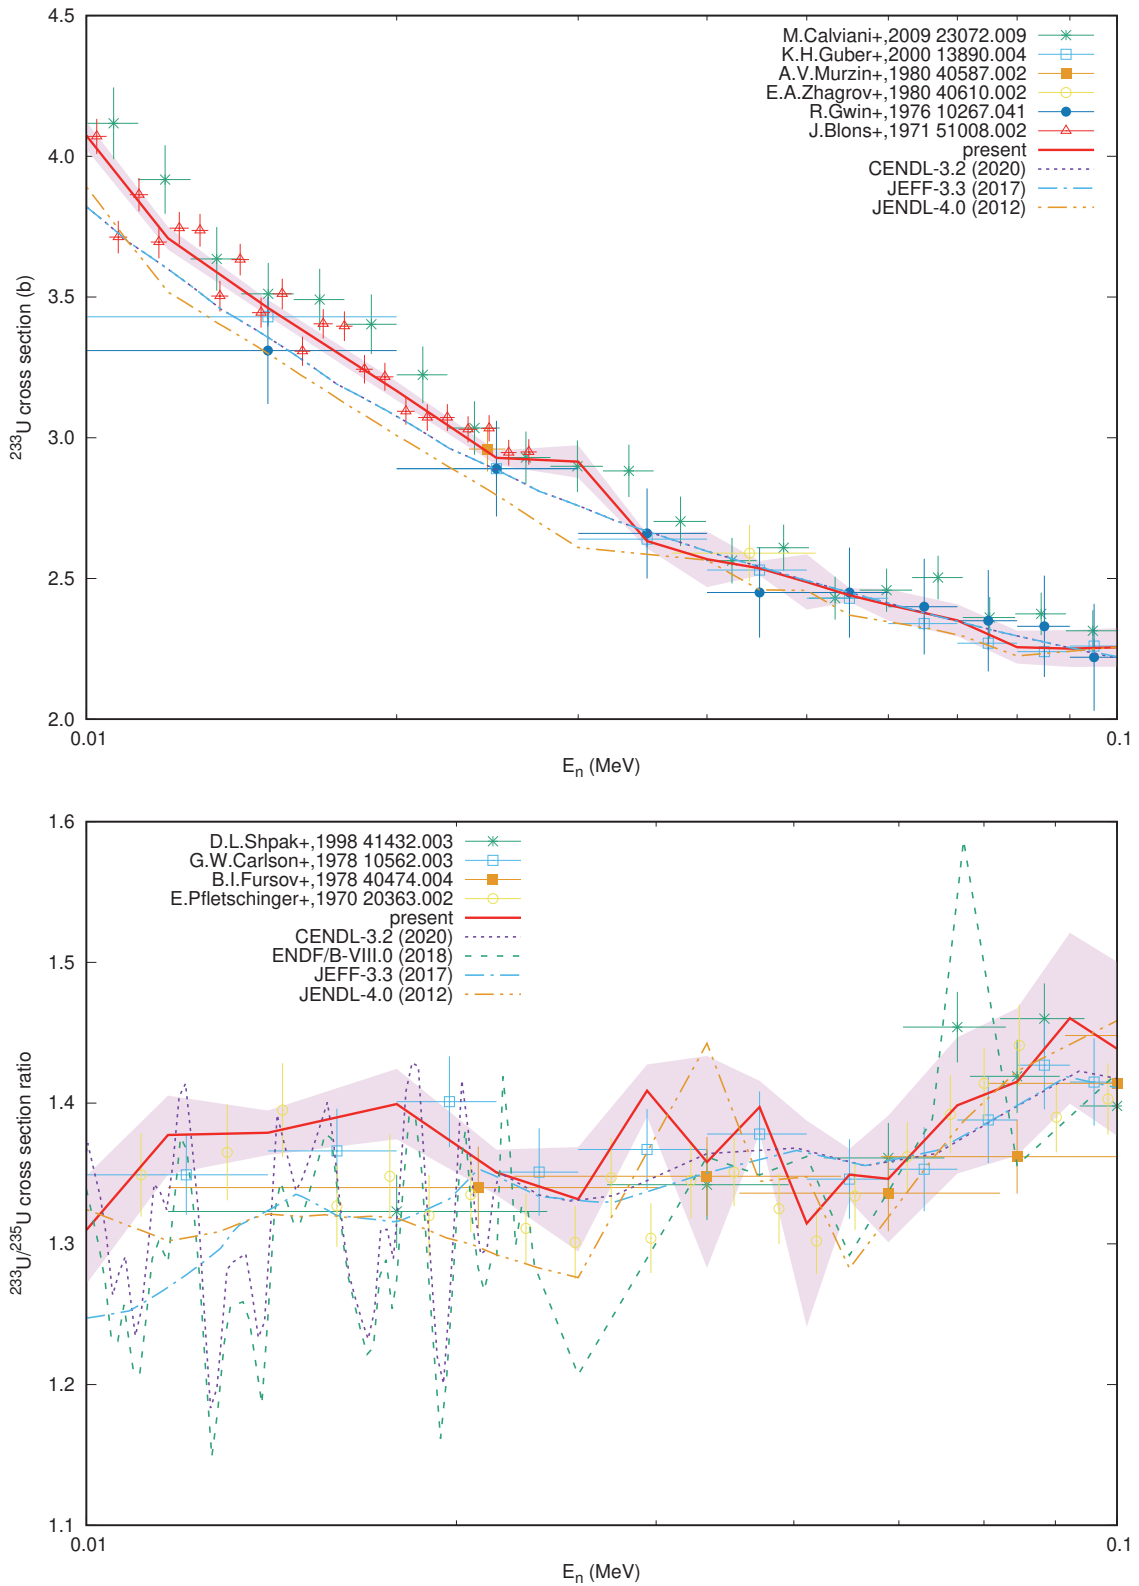 4.5
4.0
3.5
3.0
2.5
2.0
0.01
0.1
²³³U cross section (b)
Eₙ (MeV)
M.Calviani+,2009 23072.009
K.H.Guber+,2000 13890.004
A.V.Murzin+,1980 40587.002
E.A.Zhagrov+,1980 40610.002
R.Gwin+,1976 10267.041
J.Blons+,1971 51008.002
present
CENDL-3.2 (2020)
JEFF-3.3 (2017)
JENDL-4.0 (2012)
1.6
1.5
1.4
1.3
1.2
1.1
0.01
0.1
²³³U/²³⁵U cross section ratio
Eₙ (MeV)
D.L.Shpak+,1998 41432.003
G.W.Carlson+,1978 10562.003
B.I.Fursov+,1978 40474.004
E.Pfletschinger+,1970 20363.002
present
CENDL-3.2 (2020)
ENDF/B-VIII.0 (2018)
JEFF-3.3 (2017)
JENDL-4.0 (2012)